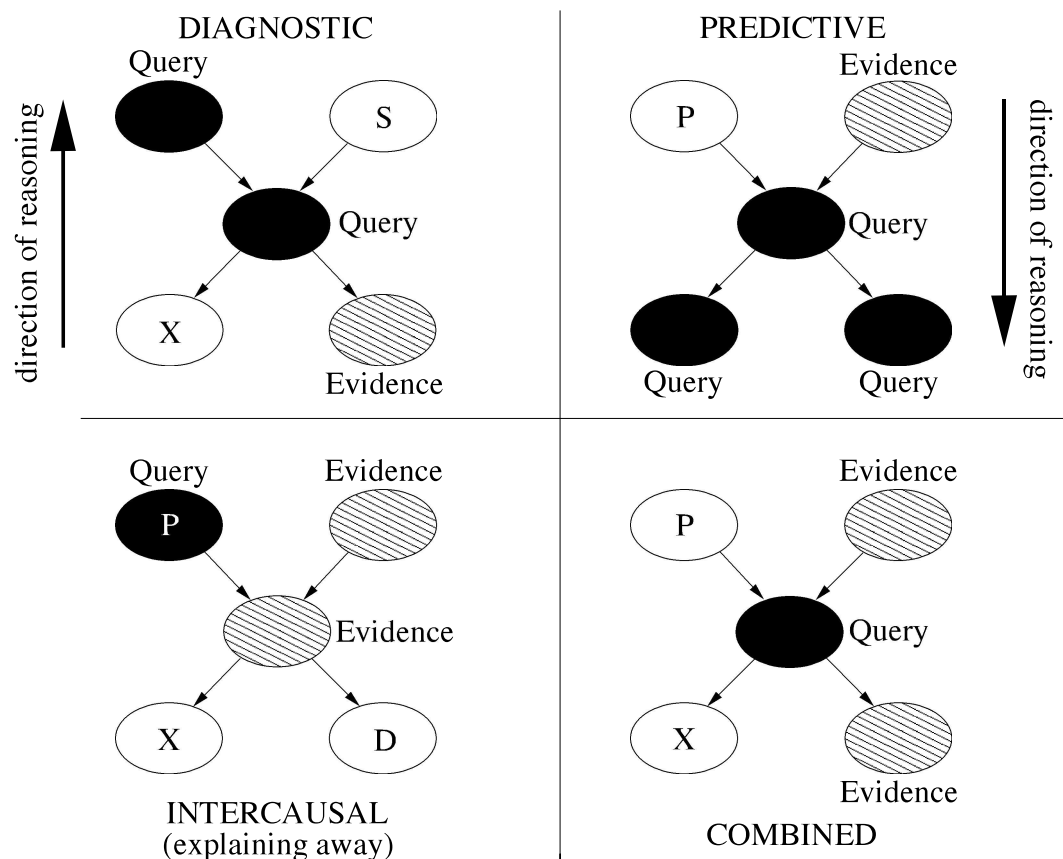 DIAGNOSTIC
Query
S
Query
X
Evidence
direction of reasoning
PREDICTIVE
Evidence
P
Query
Query
Query
direction of reasoning
Query
Evidence
P
Evidence
X
D
INTERCAUSAL
(explaining away)
Evidence
P
Query
X
Evidence
COMBINED